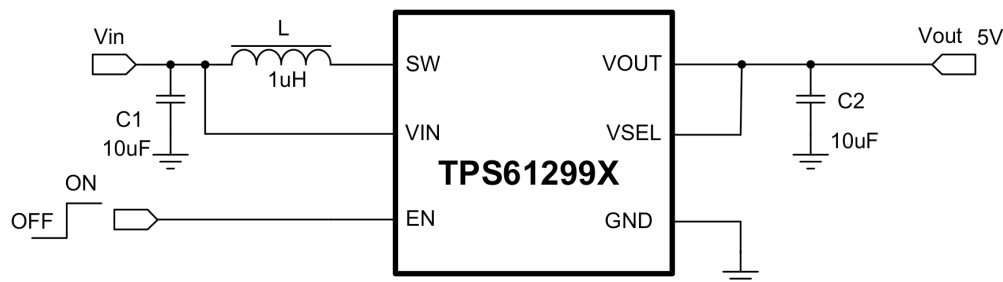 Vin
L
1uH
C1
10uF
ON
OFF
SW
VIN
EN
TPS61299X
VOUT
VSEL
GND
Vout 5V
C2
10uF